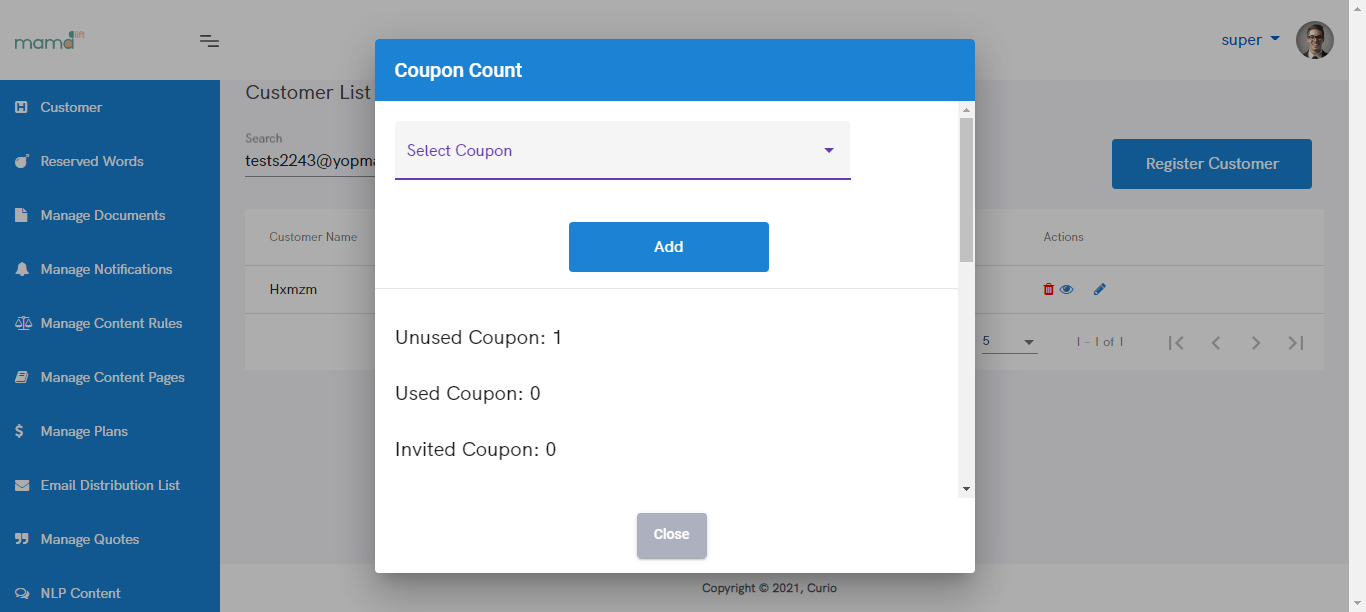 mama lift
super
Coupon Count
Customer
Customer List
Select Coupon
Search
tests2243@yopma
Reserved Words
Register Customer
Manage Documents
Customer Name
Add
Actions
Manage Notifications
Hxmzm
Manage Content Rules
Unused Coupon: 1
5
1 - 1 of 1
Manage Content Pages
Used Coupon: 0
Manage Plans
Invited Coupon: 0
Email Distribution List
Close
Manage Quotes
NLP Content
Copyright © 2021, Curio